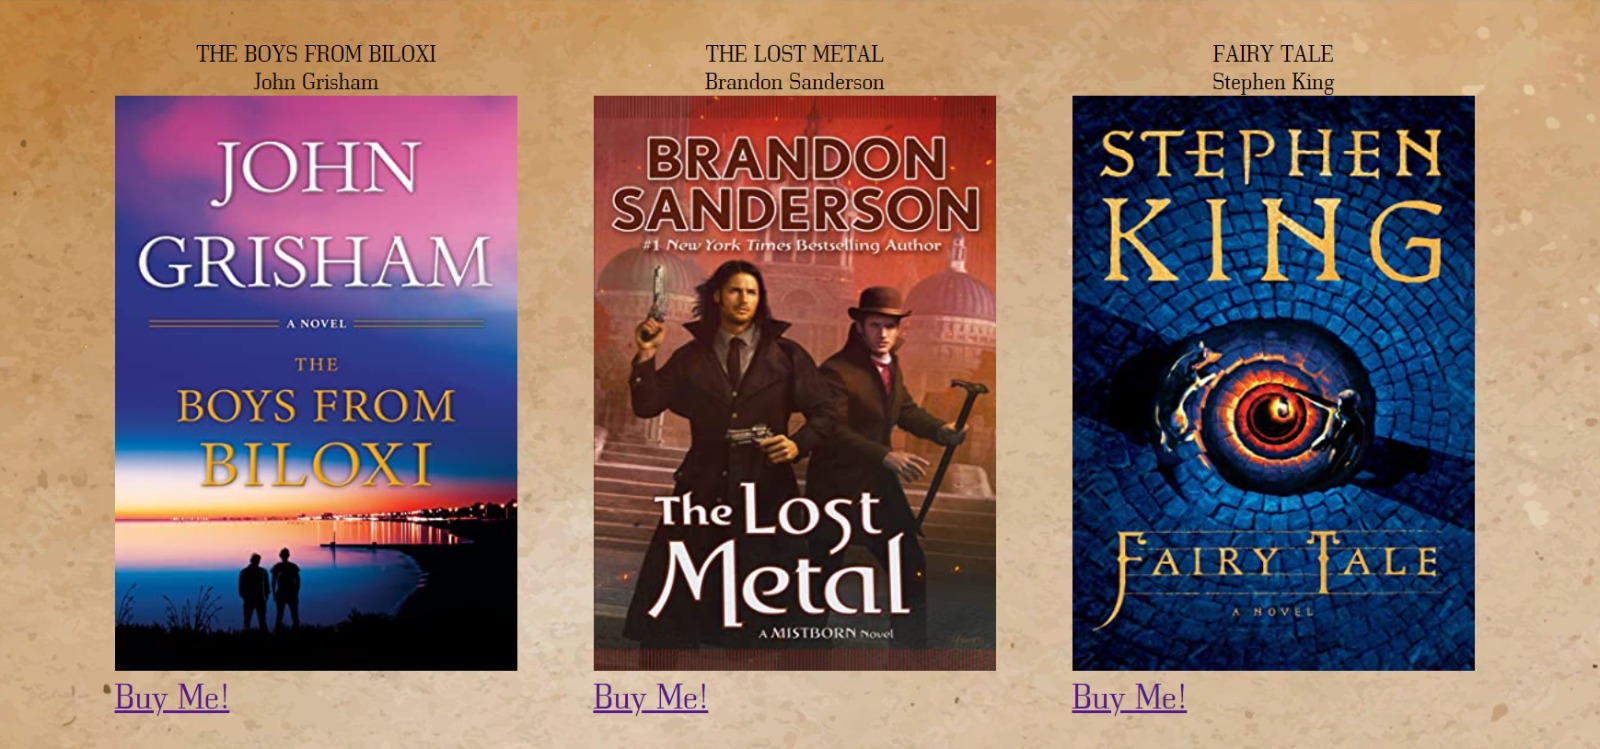 THE BOYS FROM BILOXI
John Grisham
JOHN
GRISHAM
A NOVEL
THE
BOYS FROM
BILOXI
Buy Me!
THE LOST METAL
Brandon Sanderson
BRANDON
SANDERSON
#1 New York Times Bestselling Author
The Lost
Metal
A MISTBORN Novel
Buy Me!
FAIRY TALE
Stephen King
STEPHEN
KING
FAIRY TALE
A NOVEL
Buy Me!